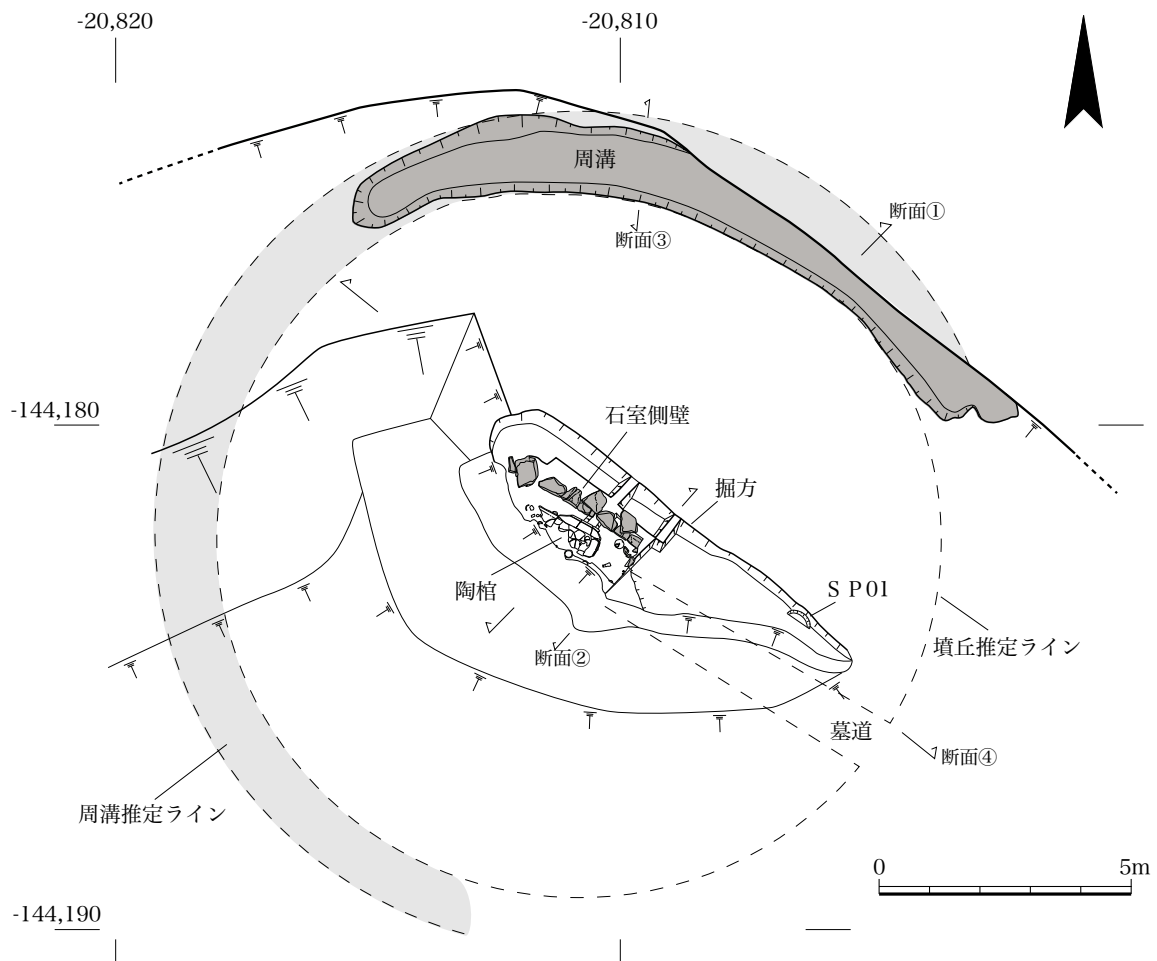 -20,820
-20,810
周溝
断面①
断面③
-144,180
石室側壁
掘方
陶棺
ＳＰ01
断面②
墳丘推定ライン
墓道
断面④
周溝推定ライン
0
5m
-144,190